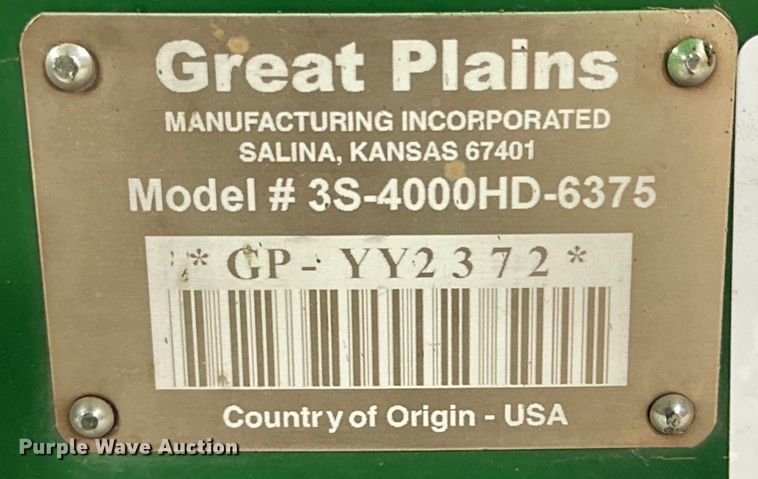 Great Plains
MANUFACTURING INCORPORATED
SALINA, KANSAS 67401
Model # 3S-4000HD-6375
*GP-YY2372*
Country of Origin - USA
Purple Wave Auction